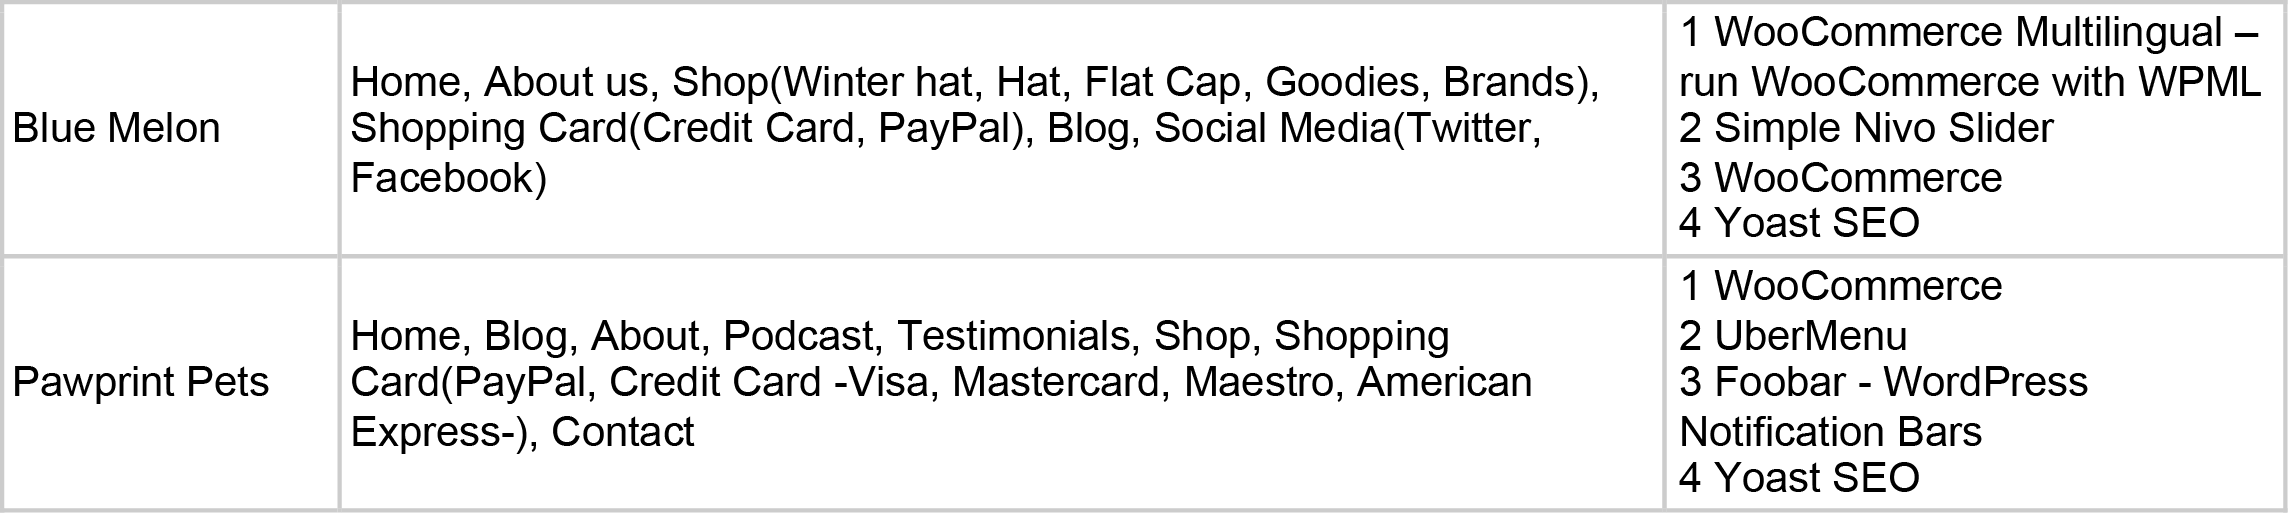 Blue Melon
Home, About us, Shop(Winter hat, Hat, Flat Cap, Goodies, Brands),
Shopping Card(Credit Card, PayPal), Blog, Social Media(Twitter,
Facebook)
1 WooCommerce Multilingual –
run WooCommerce with WPML
2 Simple Nivo Slider
3 WooCommerce
4 Yoast SEO
Pawprint Pets
Home, Blog, About, Podcast, Testimonials, Shop, Shopping
Card(PayPal, Credit Card -Visa, Mastercard, Maestro, American
Express-), Contact
1 WooCommerce
2 UberMenu
3 Foobar - WordPress
Notification Bars
4 Yoast SEO